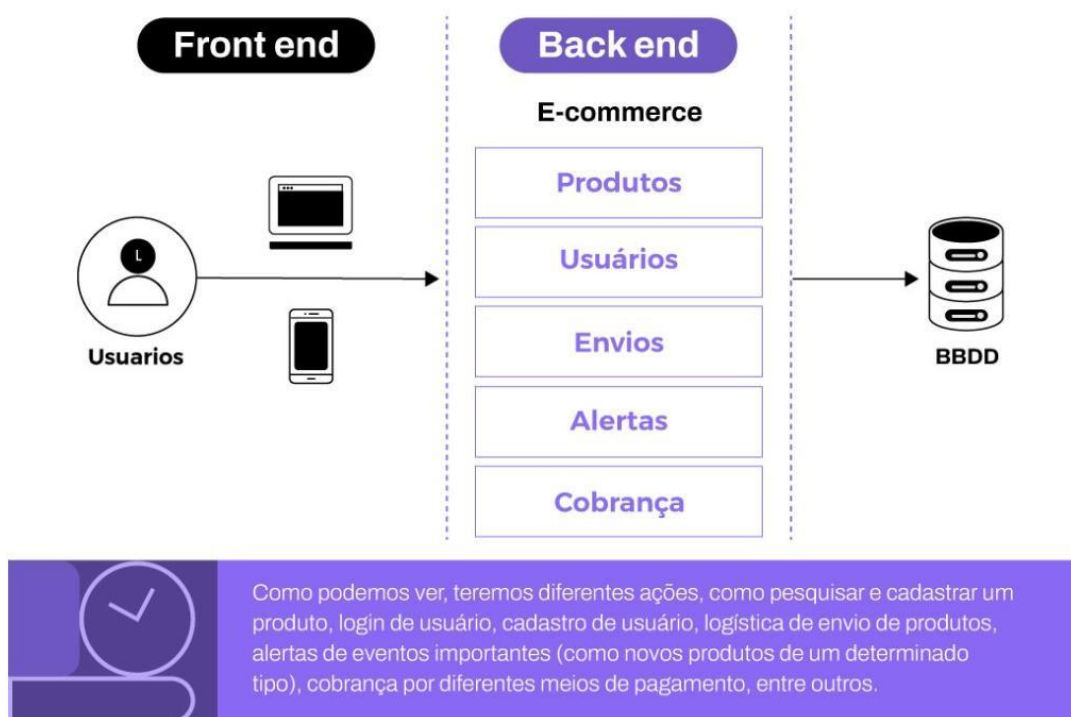 Front end
Back end
E-commerce
Produtos
Usuários
Envios
Alertas
Cobrança
L
Usuarios
BBDD
Como podemos ver, teremos diferentes ações, como pesquisar e cadastrar um
produto, login de usuário, cadastro de usuário, logística de envio de produtos,
alertas de eventos importantes (como novos produtos de um determinado
tipo), cobrança por diferentes meios de pagamento, entre outros.